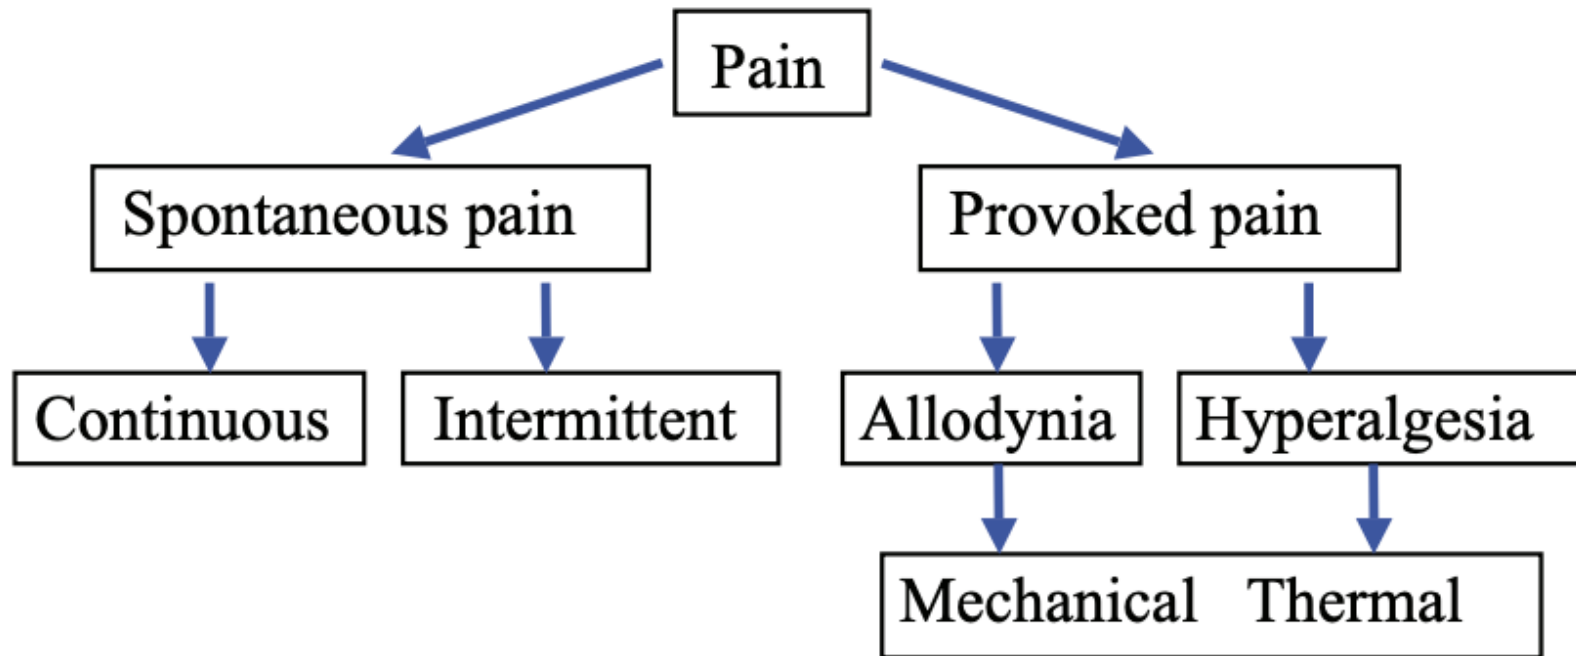 Pain
Spontaneous pain
Provoked pain
Continuous
Intermittent
Allodynia
Hyperalgesia
Mechanical Thermal